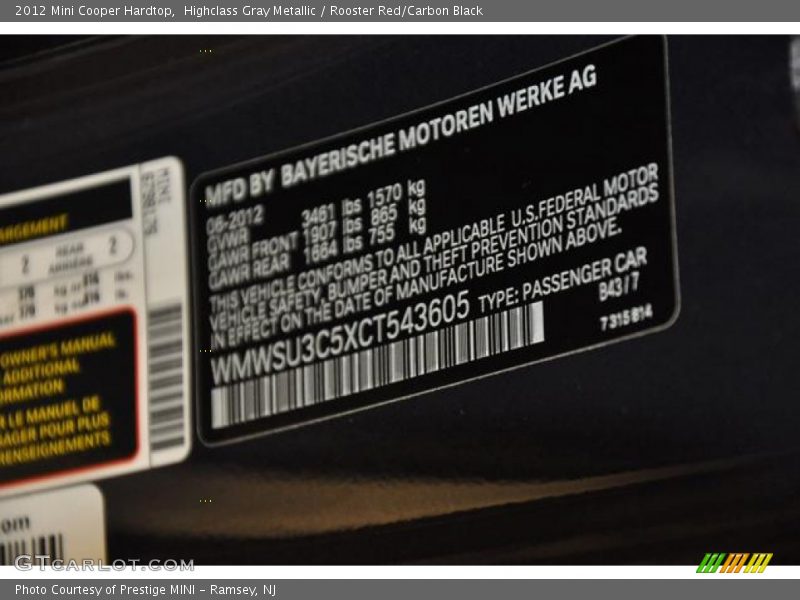 2012 Mini Cooper Hardtop,  Highclass Gray Metallic / Rooster Red/Carbon Black
MFD BY BAYERISCHE MOTOREN WERKE AG
06-2012
GVWR 3461 lbs 1570 kg
GAWR FRONT 1907 lbs 865 kg
GAWR REAR 1664 lbs 755 kg
THIS VEHICLE CONFORMS TO ALL APPLICABLE U.S.FEDERAL MOTOR
VEHICLE SAFETY, BUMPER AND THEFT PREVENTION STANDARDS
IN EFFECT ON THE DATE OF MANUFACTURE SHOWN ABOVE.
WMWSU3C5XCT543605 TYPE: PASSENGER CAR
B43/7
7315814
ARGEMENT
2 REAR 2
ARRIERE
OWNER'S MANUAL
ADDITIONAL
ORMATION
R LE MANUEL DE
AGER POUR PLUS
RENSEIGNEMENTS
MINI
om
GTCARLOT.COM
Photo Courtesy of Prestige MINI - Ramsey, NJ